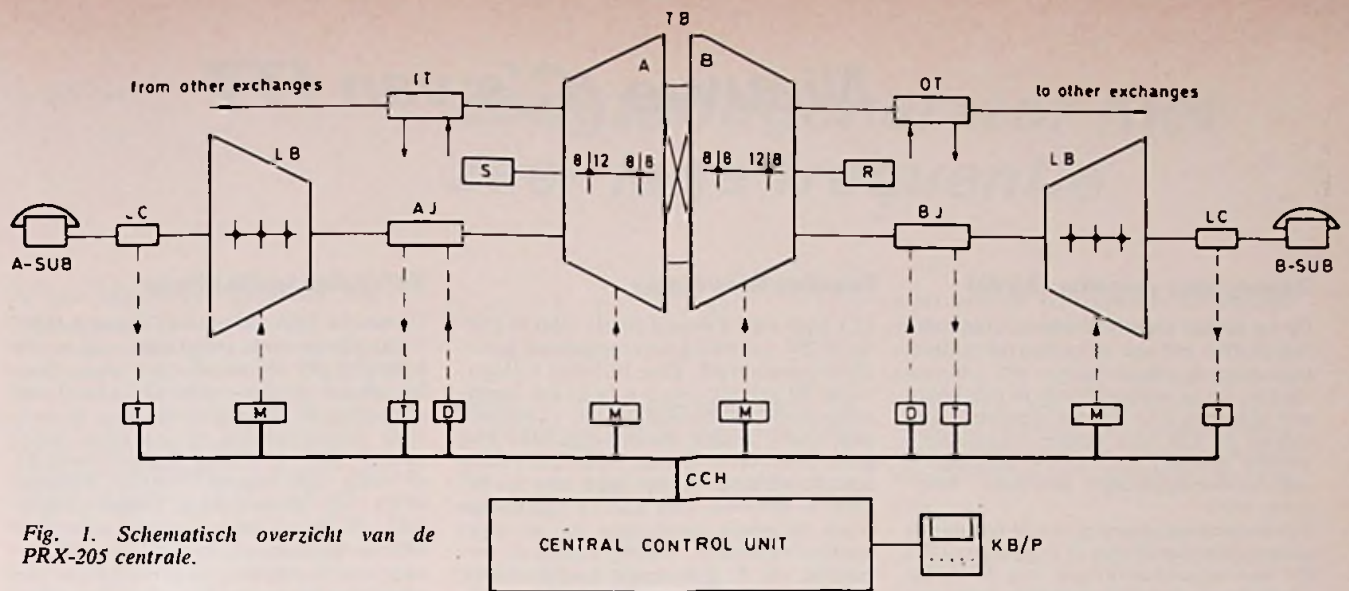 TB
from other exchanges
IT
A
B
OT
to other exchanges
LB
8|12 8|8
8|8 12|8
LB
S
R
LC
AJ
BJ
LC
A-SUB
B-SUB
T
M
T
D
M
M
D
T
M
T
CCH
Fig. 1. Schematisch overzicht van de
PRX-205 centrale.
CENTRAL CONTROL UNIT
KB/P